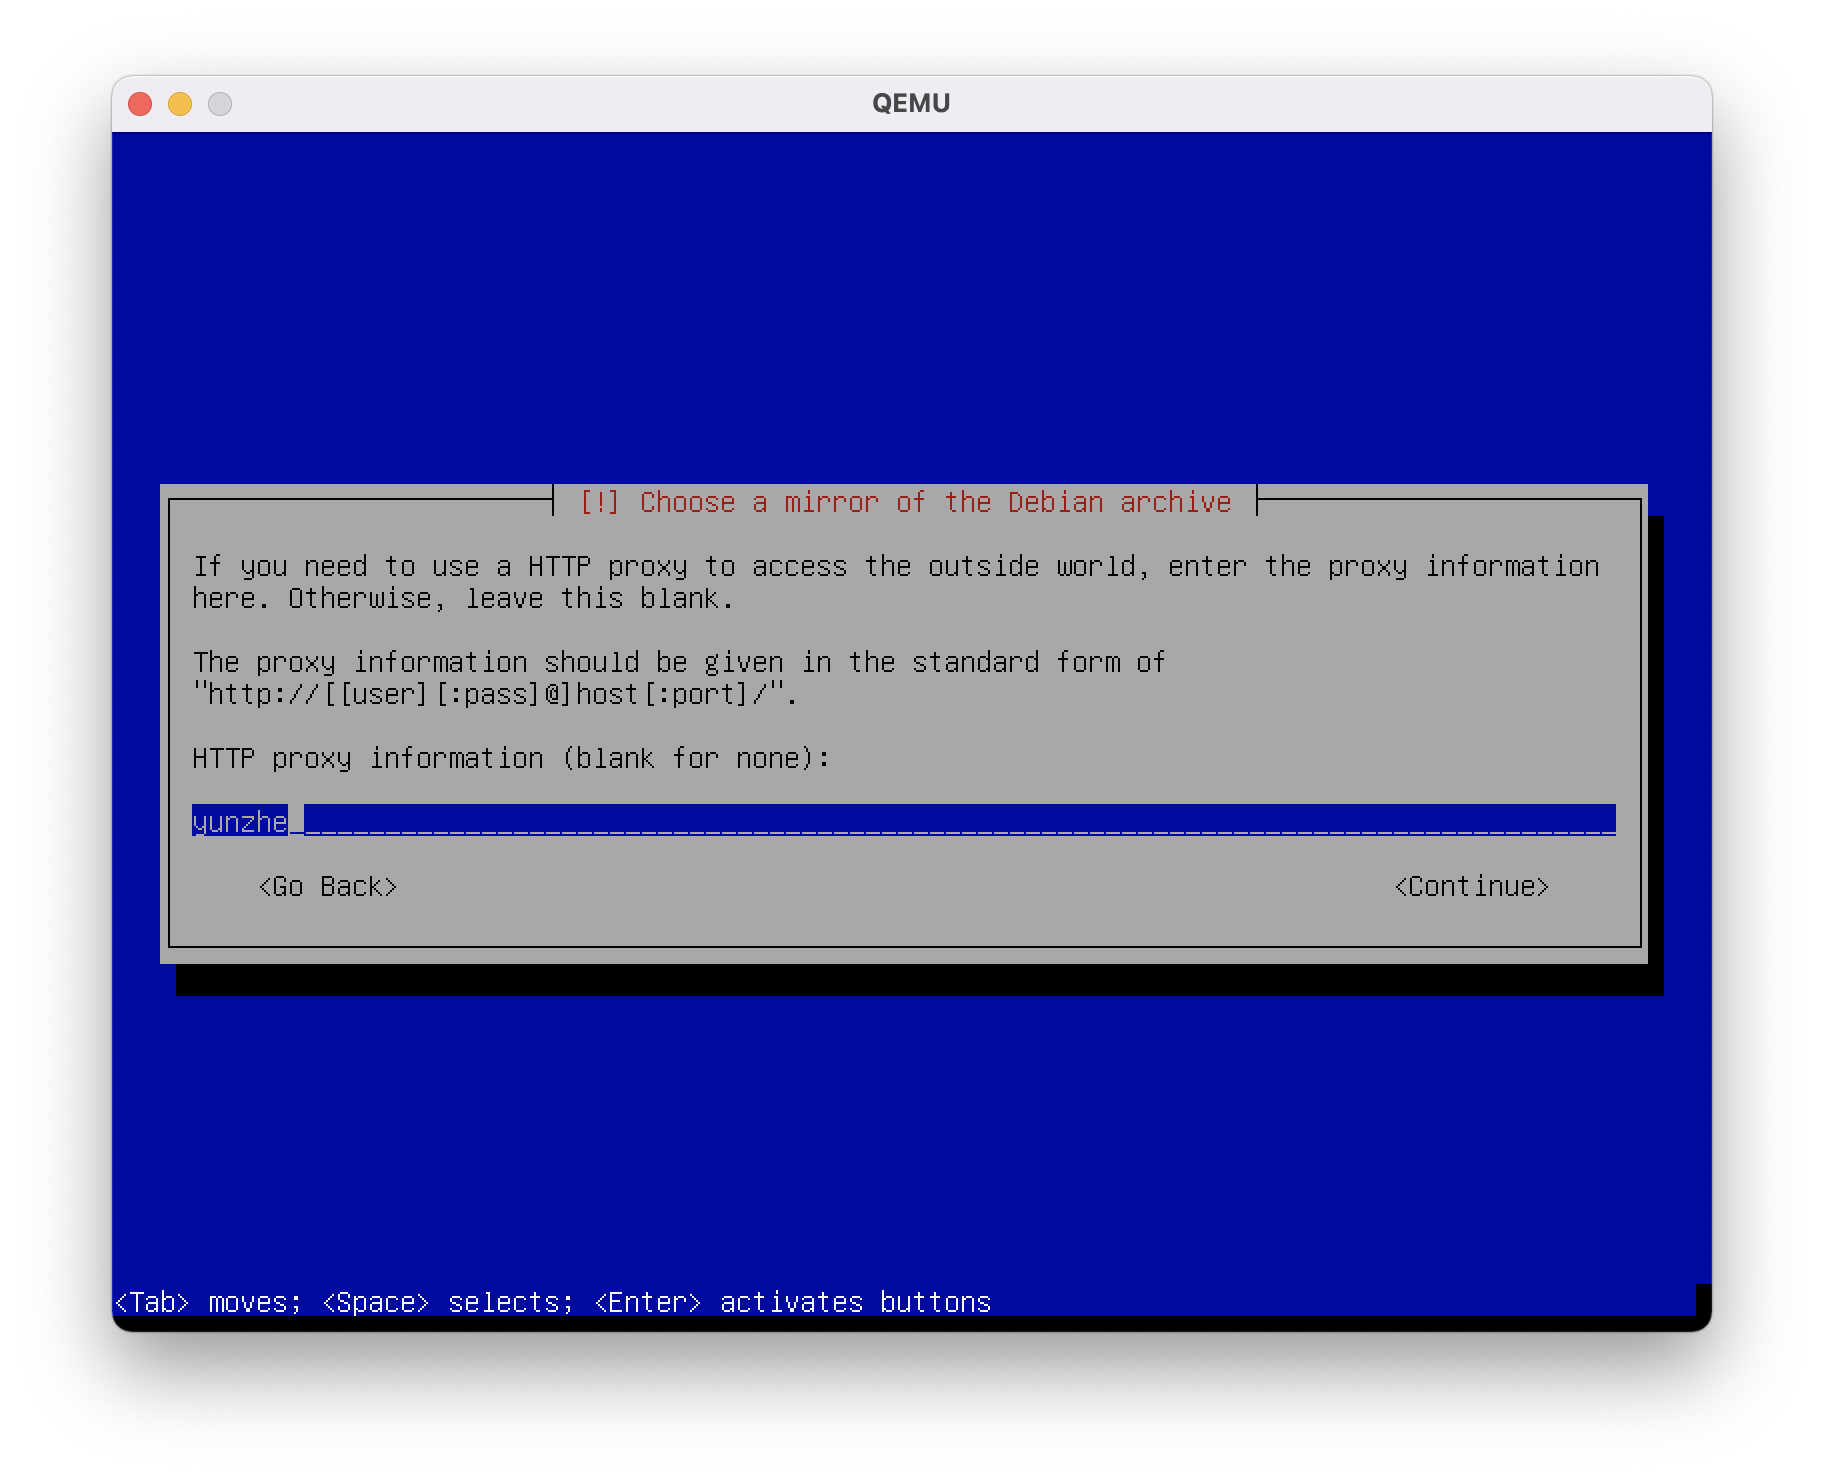 QEMU
[!] Choose a mirror of the Debian archive
If you need to use a HTTP proxy to access the outside world, enter the proxy information
here. Otherwise, leave this blank.
The proxy information should be given in the standard form of
"http://[[user][:pass]@]host[:port]/".
HTTP proxy information (blank for none):
yunzhe
<Go Back> <Continue>
<Tab> moves; <Space> selects; <Enter> activates buttons